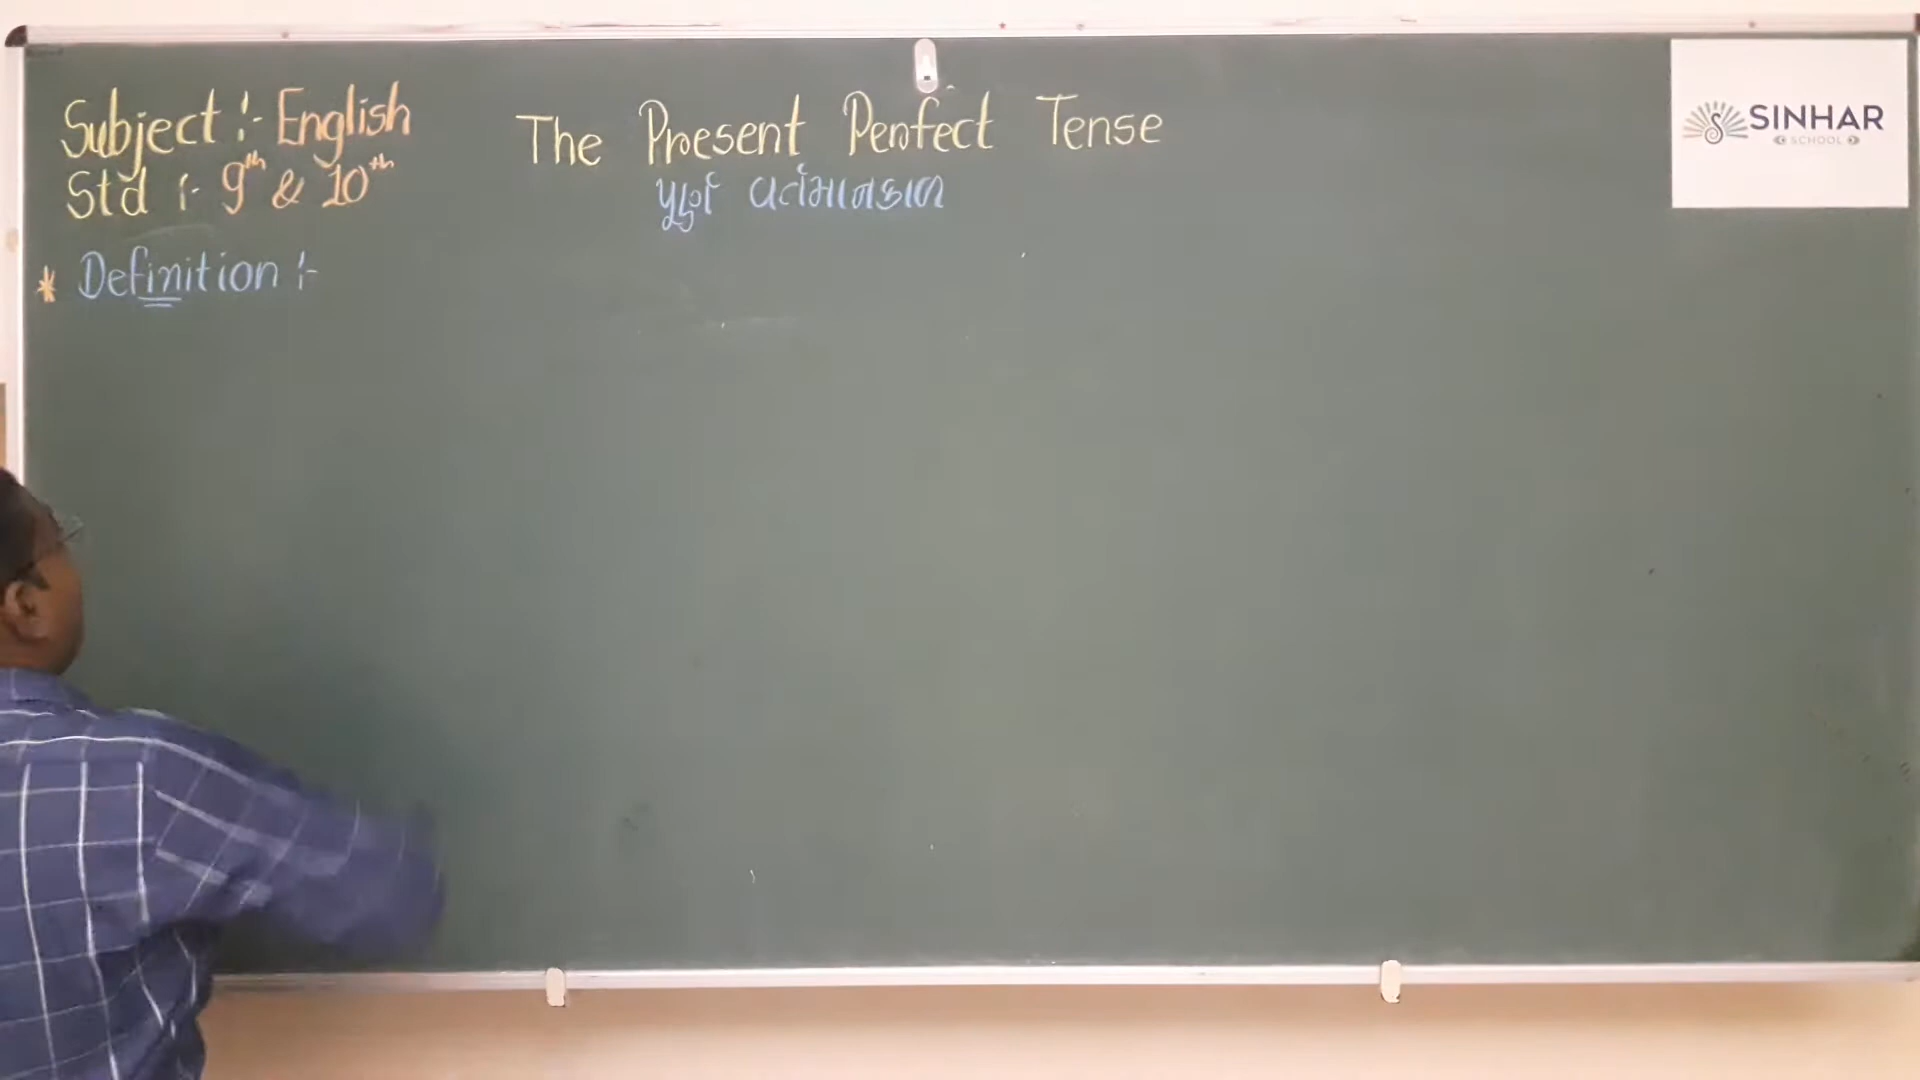 Subject :- English
Std :- 9th & 10th
The Present Perfect Tense
પૂર્ણ વર્તમાનકાળ
* Definition :-
SINHAR
SCHOOL